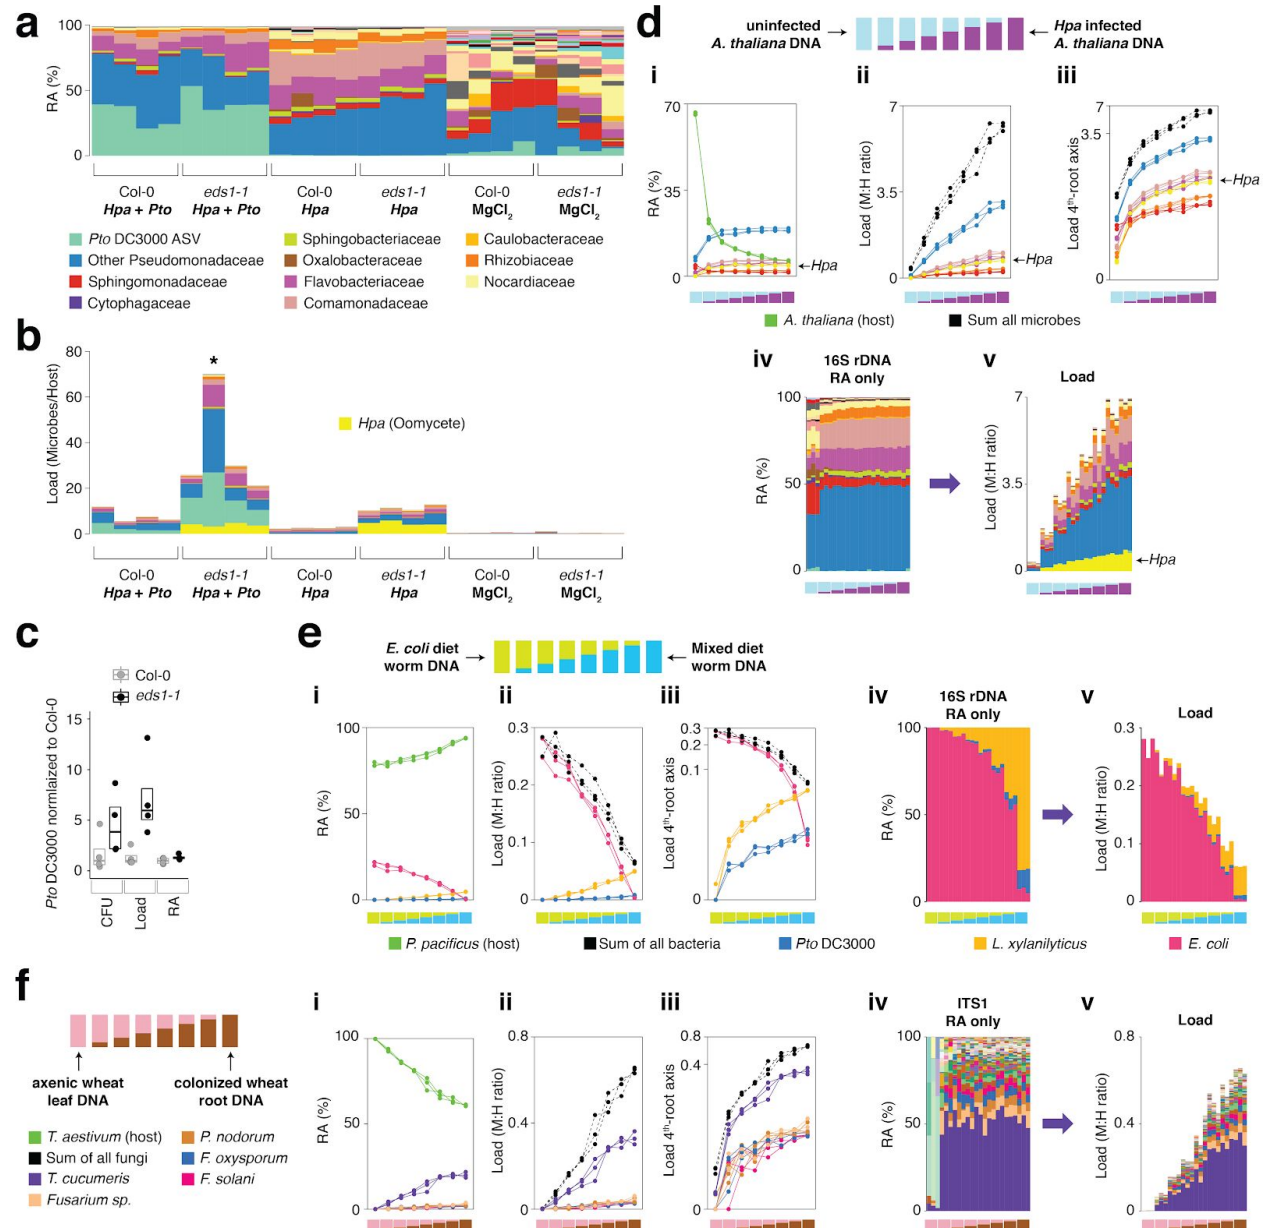 a
100
50
0
RA (%)
Col-0
Hpa + Pto
eds1-1
Hpa + Pto
Col-0
Hpa
eds1-1
Hpa
Col-0
MgCl2
eds1-1
MgCl2
Pto DC3000 ASV
Other Pseudomonadaceae
Sphingomonadaceae
Cytophagaceae
Sphingobacteriaceae
Oxalobacteraceae
Flavobacteriaceae
Comamonadaceae
Caulobacteraceae
Rhizobiaceae
Nocardiaceae
b
80
60
40
20
0
Load (Microbes/Host)
*
Hpa (Oomycete)
Col-0
Hpa + Pto
eds1-1
Hpa + Pto
Col-0
Hpa
eds1-1
Hpa
Col-0
MgCl2
eds1-1
MgCl2
c
Col-0
eds1-1
15
10
5
0
Pto DC3000 normlaized to Col-0
CFU
Load
RA
d
uninfected
A. thaliana DNA
Hpa infected
A. thaliana DNA
i
70
35
0
RA (%)
Hpa
ii
7
3.5
0
Load (M:H ratio)
Hpa
iii
7
3.5
0
Load 4th-root axis
Hpa
A. thaliana (host)
Sum all microbes
iv
16S rDNA
RA only
100
50
0
RA (%)
v
Load
7
3.5
0
Load (M:H ratio)
Hpa
e
E. coli diet
worm DNA
Mixed diet
worm DNA
i
100
50
0
RA (%)
ii
0.3
0.2
0.1
0
Load (M:H ratio)
iii
0.3
0.2
0.1
0
Load 4th-root axis
iv
16S rDNA
RA only
100
50
0
RA (%)
v
Load
0.3
0.2
0.1
0
Load (M:H ratio)
P. pacificus (host)
Sum of all bacteria
Pto DC3000
L. xylanilyticus
E. coli
f
axenic wheat
leaf DNA
colonized wheat
root DNA
T. aestivum (host)
Sum of all fungi
T. cucumeris
Fusarium sp.
P. nodorum
F. oxysporum
F. solani
i
100
50
0
RA (%)
ii
0.8
0.4
0
Load (M:H ratio)
iii
0.8
0.4
0
Load 4th-root axis
iv
ITS1
RA only
100
50
0
RA (%)
v
Load
0.8
0.4
0
Load (M:H ratio)